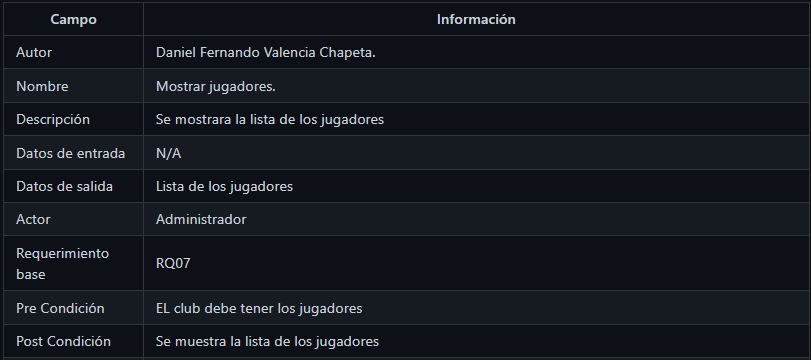 Campo Información
Autor Daniel Fernando Valencia Chapeta.
Nombre Mostrar jugadores.
Descripción Se mostrara la lista de los jugadores
Datos de entrada N/A
Datos de salida Lista de los jugadores
Actor Administrador
Requerimiento
base RQ07
Pre Condición EL club debe tener los jugadores
Post Condición Se muestra la lista de los jugadores